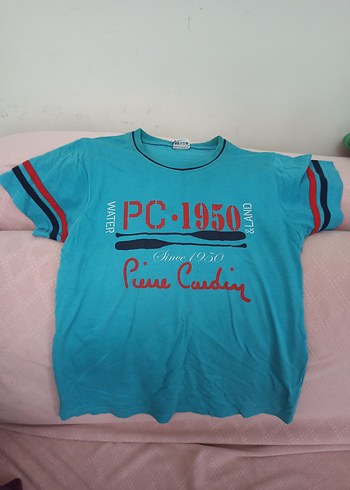 WATER
PC·1950
& LAND
Since 1950
Pierre Cardin